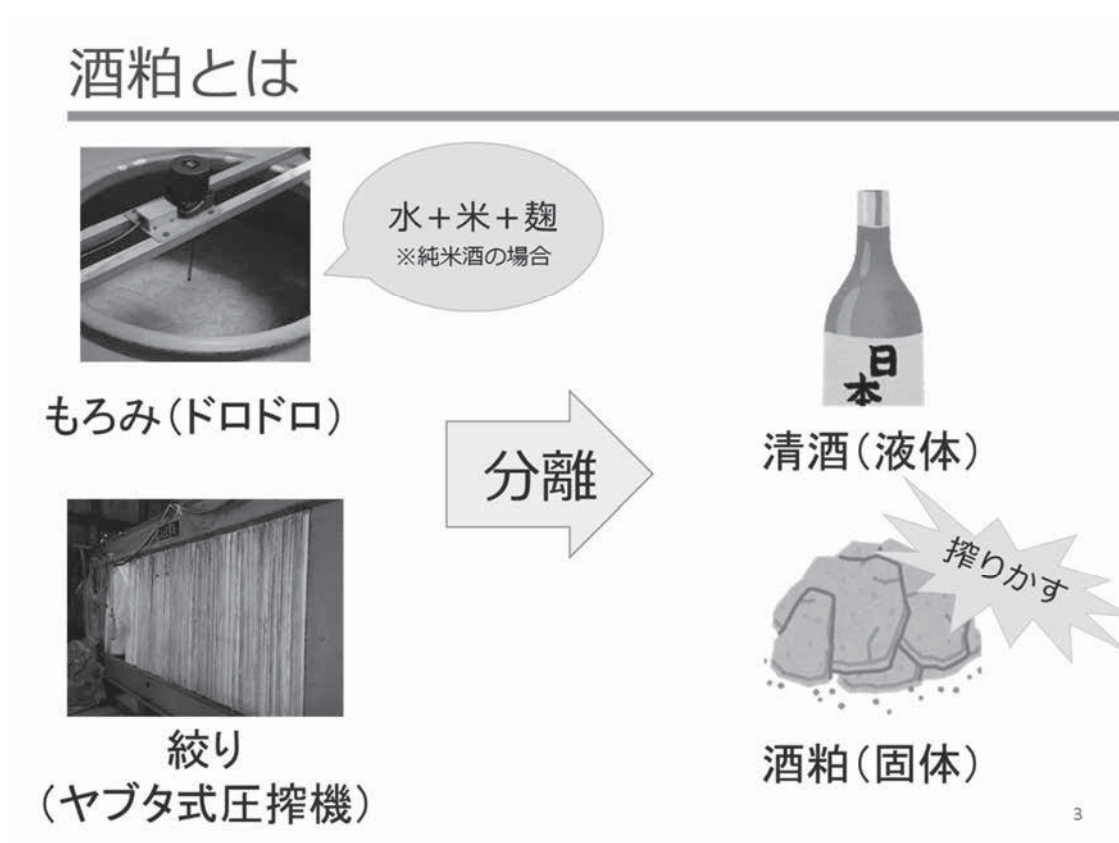 酒粕とは
水＋米＋麹
※純米酒の場合
もろみ（ドロドロ）
分離
日本
清酒（液体）
搾りかす
絞り
（ヤブタ式圧搾機）
酒粕（固体）
3